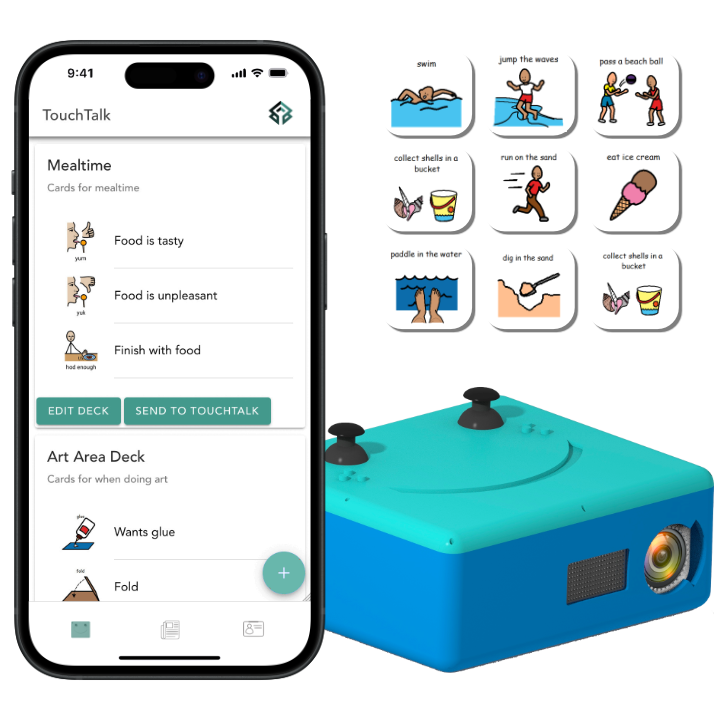 9:41
TouchTalk
Mealtime
Cards for mealtime
yum
Food is tasty
yuk
Food is unpleasant
had enough
Finish with food
EDIT DECK
SEND TO TOUCHTALK
Art Area Deck
Cards for when doing art
glue
Wants glue
fold
Fold
+
swim
jump the waves
pass a beach ball
collect shells in a
bucket
run on the sand
eat ice cream
paddle in the water
dig in the sand
collect shells in a
bucket